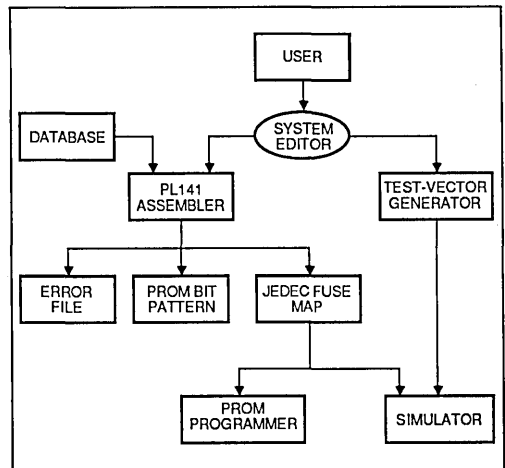 USER
SYSTEM
EDITOR
DATABASE
PL141
ASSEMBLER
TEST-VECTOR
GENERATOR
ERROR
FILE
PROM BIT
PATTERN
JEDEC FUSE
MAP
PROM
PROGRAMMER
SIMULATOR